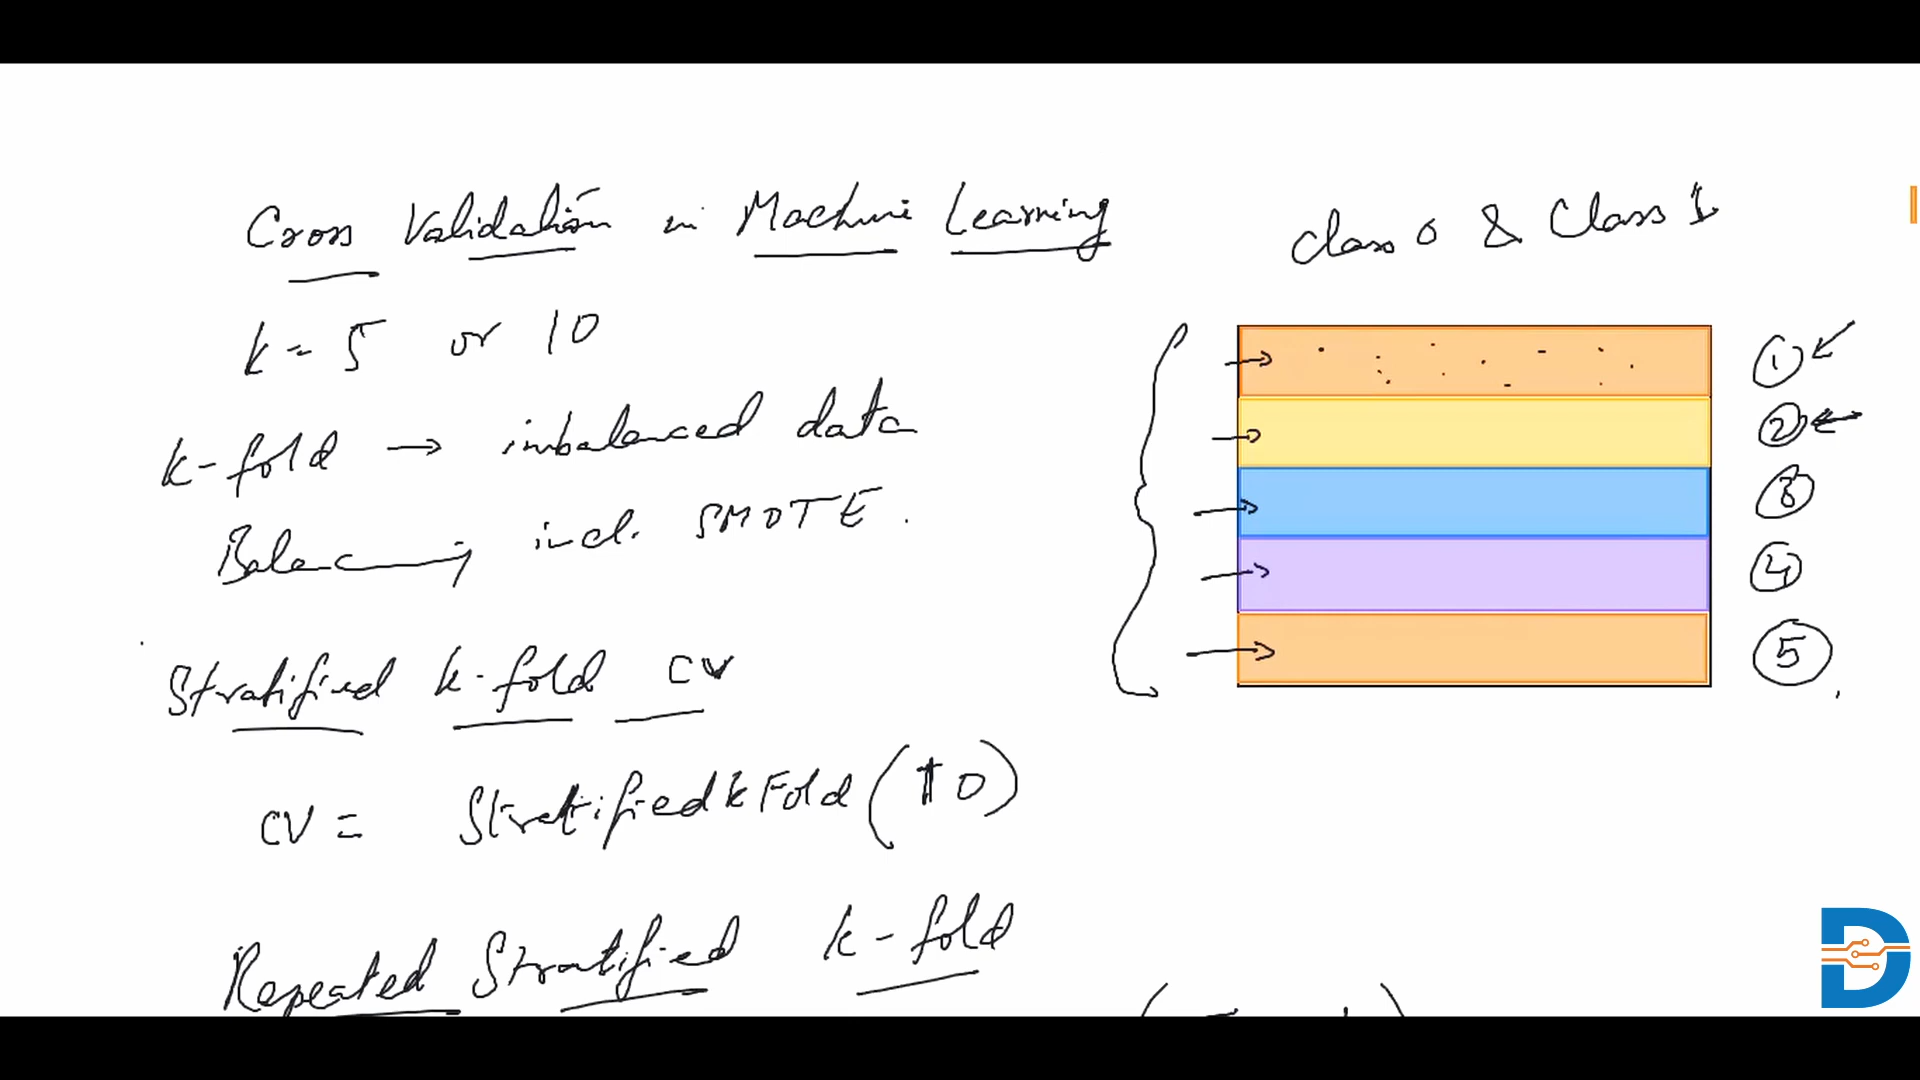 Cross Validation in Machine Learning
k = 5 or 10
k-fold → imbalanced data
Balancing incl. SMOTE.
Stratified k-fold CV
CV = StratifiedkFold(10)
Repeated Stratified k-fold
Class 0 & Class 1
1
2
3
4
5